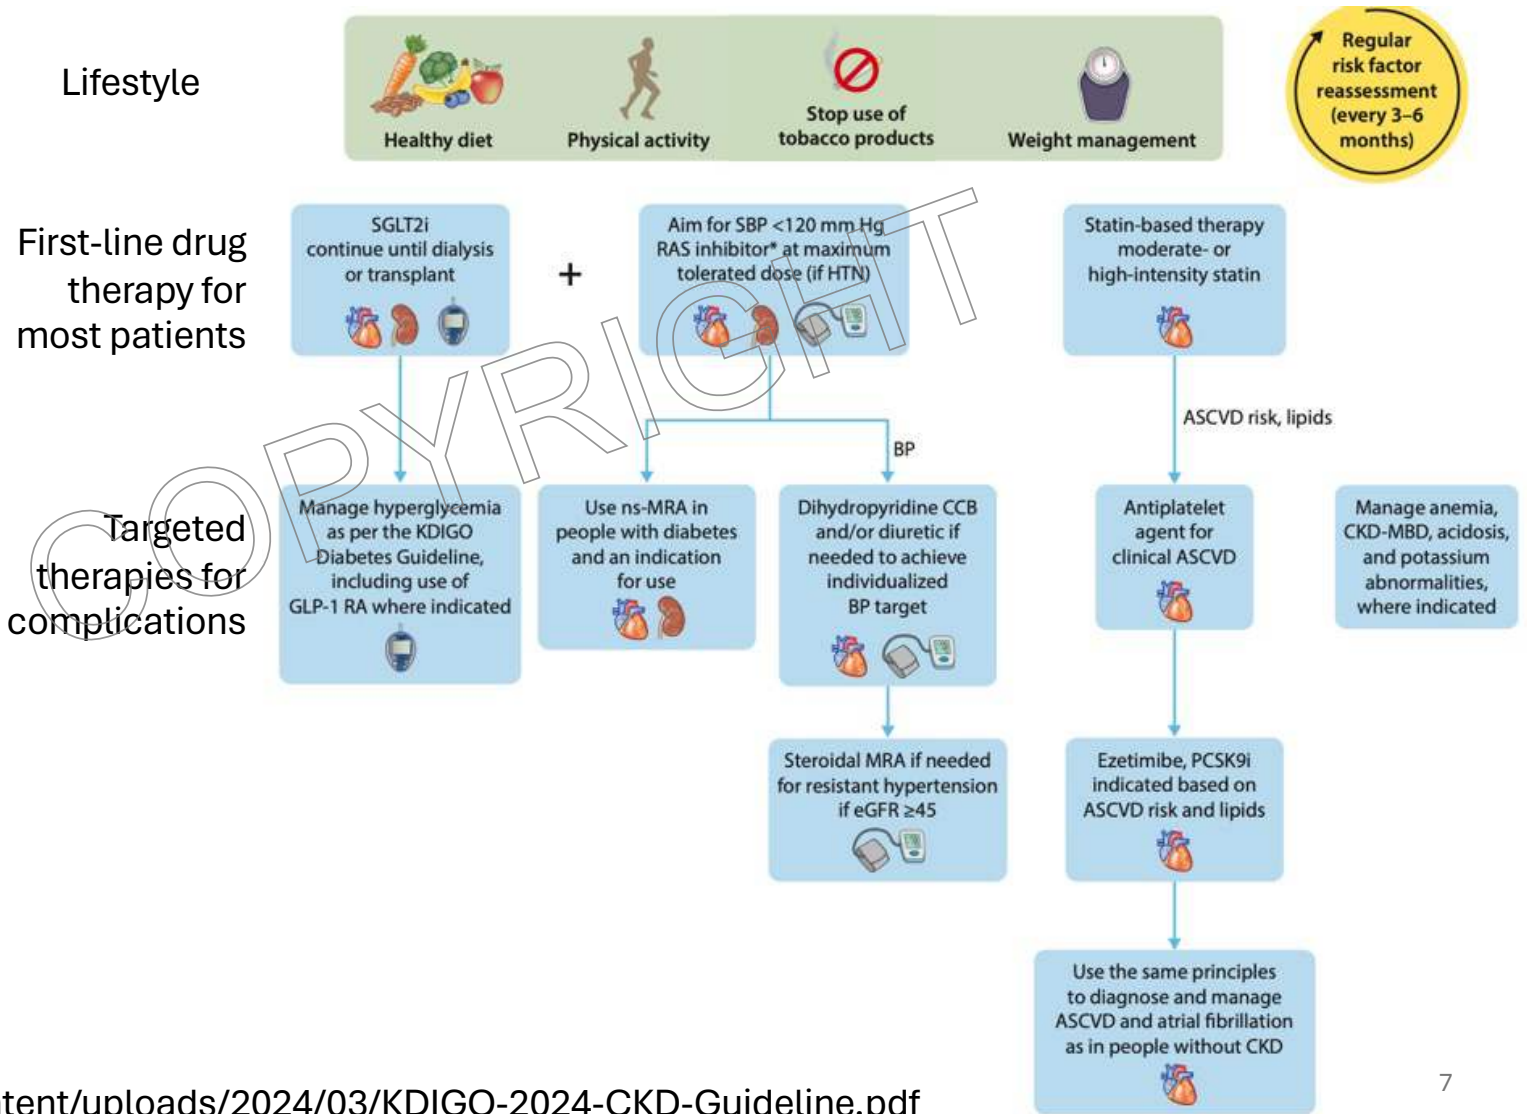 Lifestyle
Healthy diet
Physical activity
Stop use of
tobacco products
Weight management
Regular
risk factor
reassessment
(every 3–6
months)
First-line drug
therapy for
most patients
SGLT2i
continue until dialysis
or transplant
+
Aim for SBP <120 mm Hg
RAS inhibitor* at maximum
tolerated dose (if HTN)
Statin-based therapy
moderate- or
high-intensity statin
BP
ASCVD risk, lipids
Targeted
therapies for
complications
Manage hyperglycemia
as per the KDIGO
Diabetes Guideline,
including use of
GLP-1 RA where indicated
Use ns-MRA in
people with diabetes
and an indication
for use
Dihydropyridine CCB
and/or diuretic if
needed to achieve
individualized
BP target
Antiplatelet
agent for
clinical ASCVD
Manage anemia,
CKD-MBD, acidosis,
and potassium
abnormalities,
where indicated
Steroidal MRA if needed
for resistant hypertension
if eGFR ≥45
Ezetimibe, PCSK9i
indicated based on
ASCVD risk and lipids
Use the same principles
to diagnose and manage
ASCVD and atrial fibrillation
as in people without CKD
COPYRIGHT
ntent/uploads/2024/03/KDIGO-2024-CKD-Guideline.pdf
7